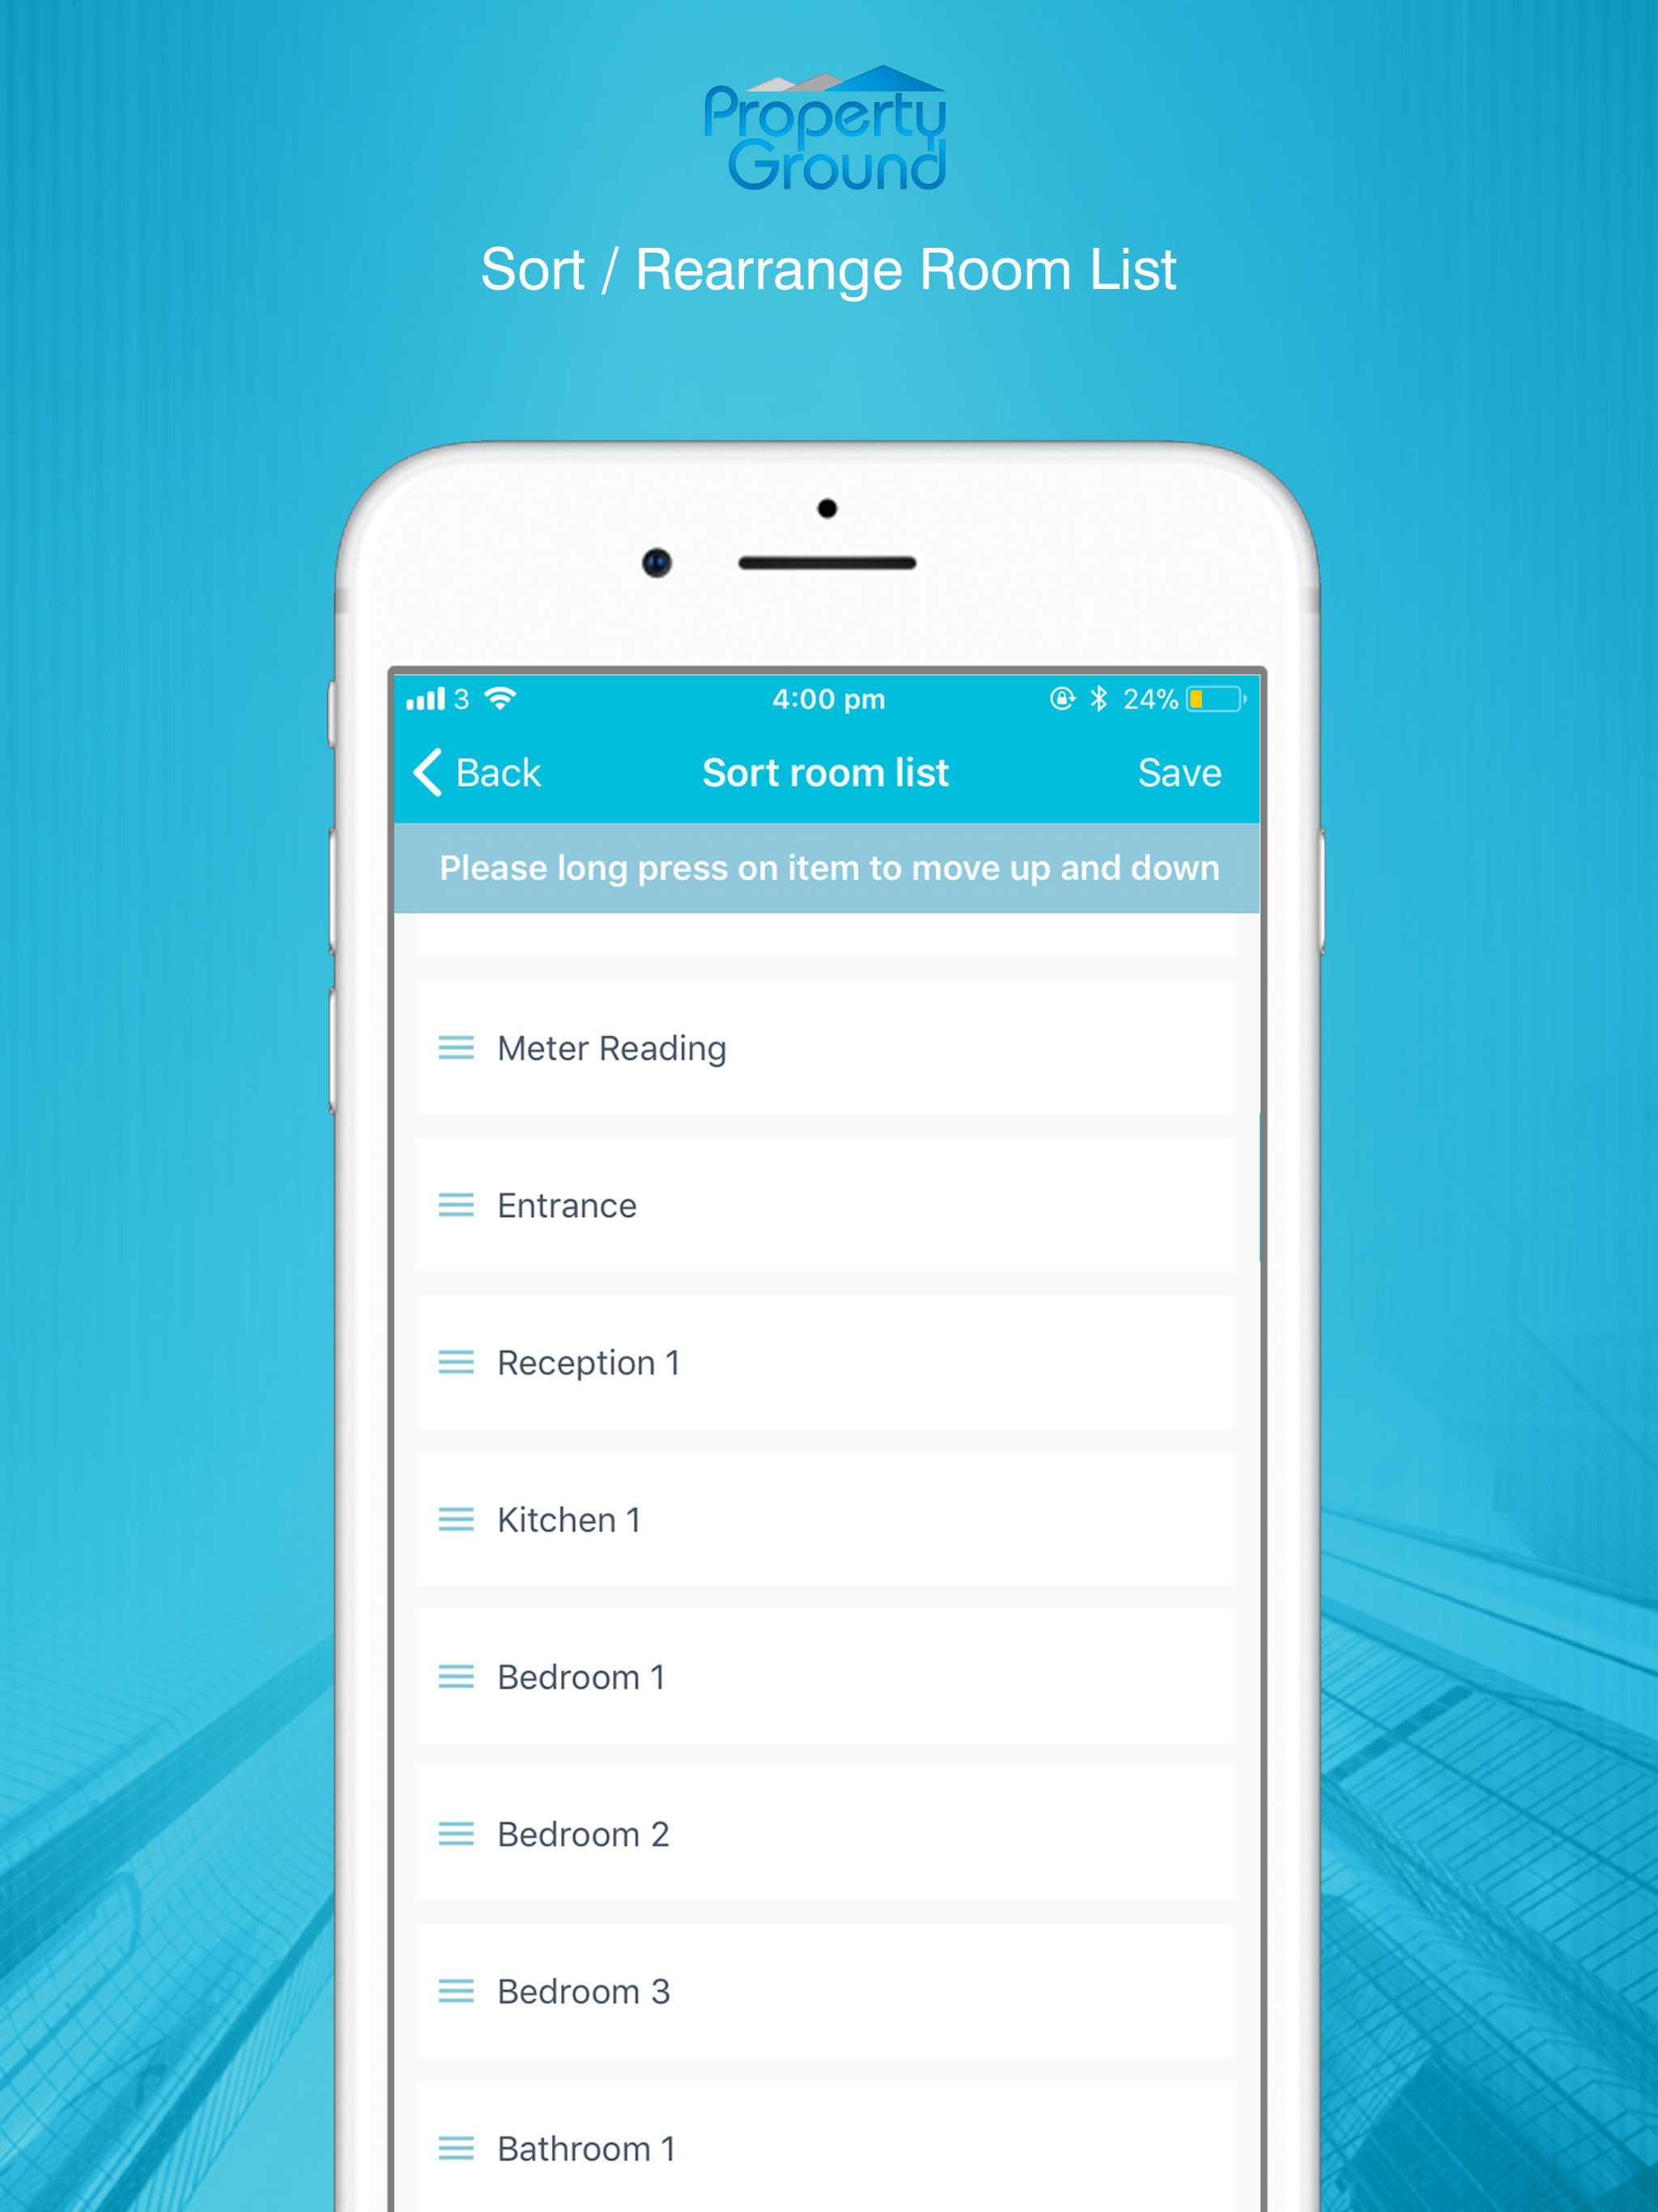 Property
Ground
Sort / Rearrange Room List
3
4:00 pm
24%
Back
Sort room list
Save
Please long press on item to move up and down
Meter Reading
Entrance
Reception 1
Kitchen 1
Bedroom 1
Bedroom 2
Bedroom 3
Bathroom 1